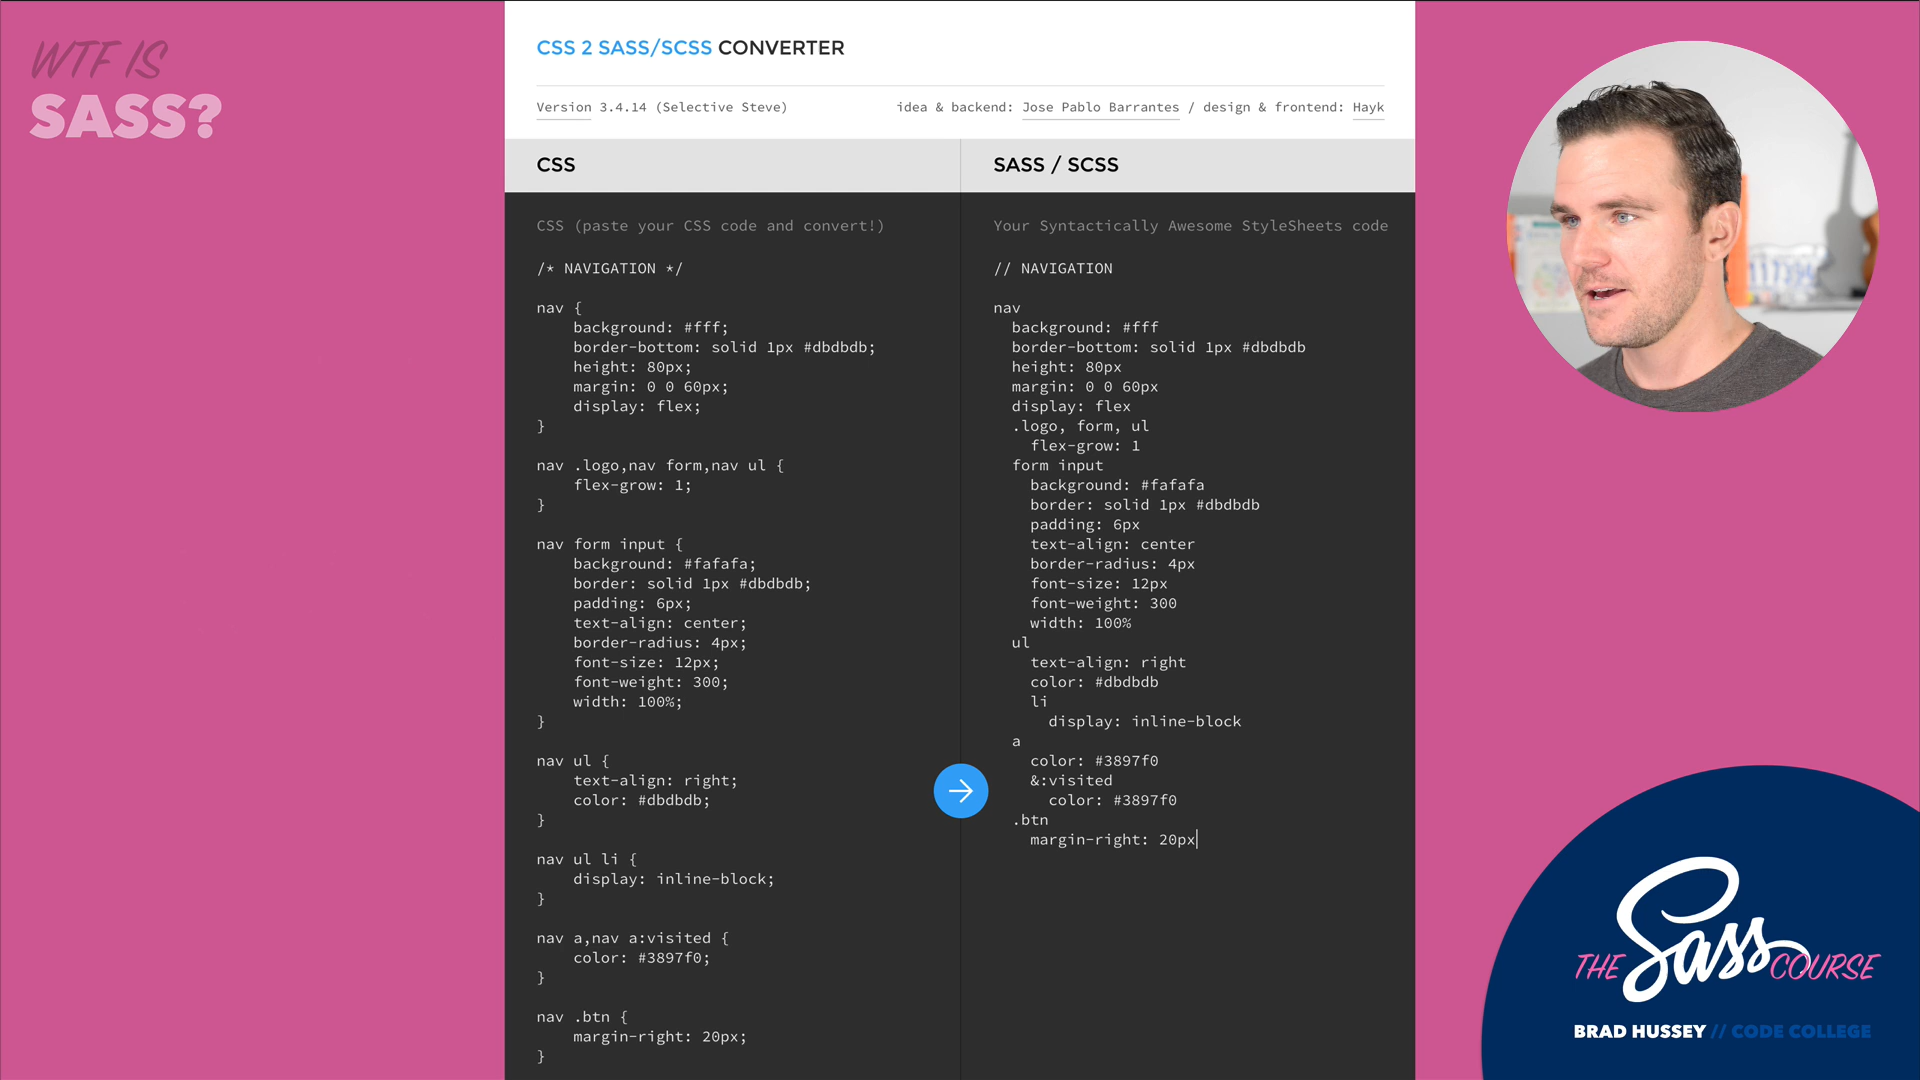 WTF IS
SASS?
CSS 2 SASS/SCSS CONVERTER
Version 3.4.14 (Selective Steve)
idea & backend: Jose Pablo Barrantes / design & frontend: Hayk
CSS
CSS (paste your CSS code and convert!)
/* NAVIGATION */
nav {
background: #fff;
border-bottom: solid 1px #dbdbdb;
height: 80px;
margin: 0 0 60px;
display: flex;
}
nav .logo,nav form,nav ul {
flex-grow: 1;
}
nav form input {
background: #fafafa;
border: solid 1px #dbdbdb;
padding: 6px;
text-align: center;
border-radius: 4px;
font-size: 12px;
font-weight: 300;
width: 100%;
}
nav ul {
text-align: right;
color: #dbdbdb;
}
nav ul li {
display: inline-block;
}
nav a,nav a:visited {
color: #3897f0;
}
nav .btn {
margin-right: 20px;
}
SASS / SCSS
Your Syntactically Awesome StyleSheets code
// NAVIGATION
nav
background: #fff
border-bottom: solid 1px #dbdbdb
height: 80px
margin: 0 0 60px
display: flex
.logo, form, ul
flex-grow: 1
form input
background: #fafafa
border: solid 1px #dbdbdb
padding: 6px
text-align: center
border-radius: 4px
font-size: 12px
font-weight: 300
width: 100%
ul
text-align: right
color: #dbdbdb
li
display: inline-block
a
color: #3897f0
&:visited
color: #3897f0
.btn
margin-right: 20px
THE Sass COURSE
BRAD HUSSEY // CODE COLLEGE